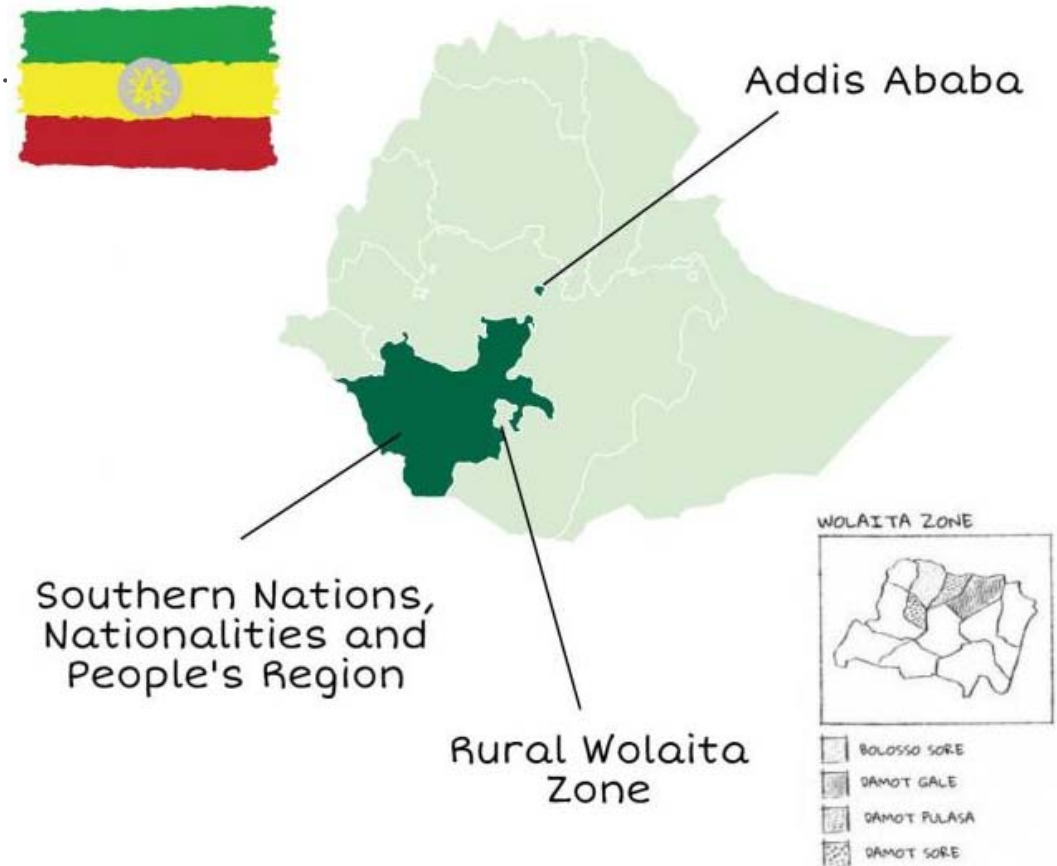 Addis Ababa
Southern Nations,
Nationalities and
People's Region
Rural Wolaita
Zone
WOLAITA ZONE
BOLOSSO SORE
DAMOT GALE
DAMOT PULASA
DAMOT SORE